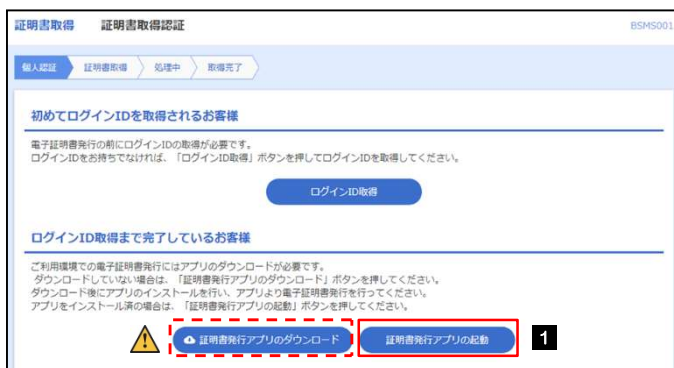 証明書取得 証明書取得認証 BSMS001
個人認証 証明書取得 処理中 取得完了
初めてログインIDを取得されるお客様
電子証明書発行の前にログインIDの取得が必要です。
ログインIDをお持ちでなければ、「ログインID取得」ボタンを押してログインIDを取得してください。
ログインID取得
ログインID取得まで完了しているお客様
ご利用環境での電子証明書発行にはアプリのダウンロードが必要です。
ダウンロードしていない場合は、「証明書発行アプリのダウンロード」ボタンを押してください。
ダウンロード後にアプリのインストールを行い、アプリより電子証明書発行を行ってください。
アプリをインストール済の場合は、「証明書発行アプリの起動」ボタンを押してください。
証明書発行アプリのダウンロード 証明書発行アプリの起動 1